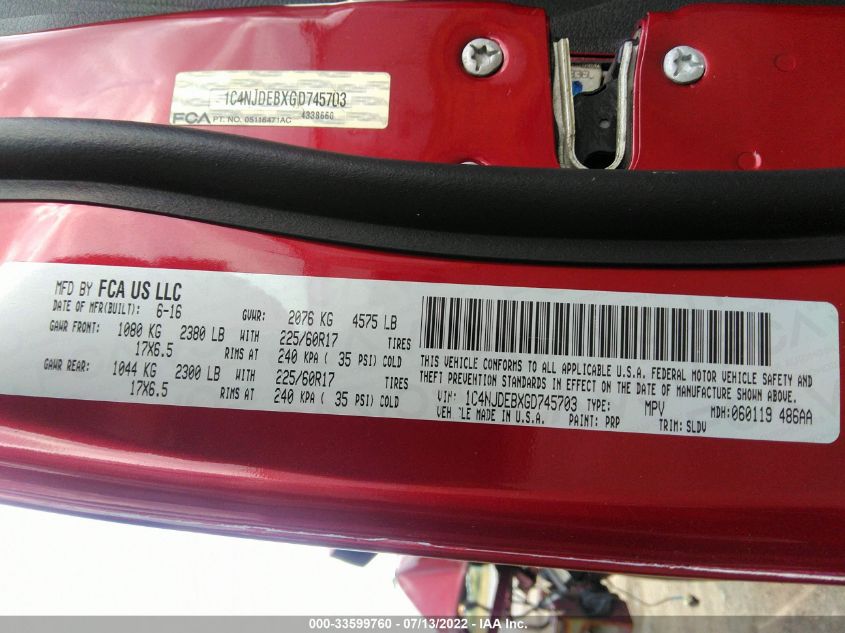 1C4NJDEBXGD745703
FCA PT. NO. 05116471AC 4338660
MFD BY FCA US LLC
DATE OF MFR(BUILT): 6-16 GVWR: 2076 KG 4575 LB
GAWR FRONT: 1080 KG 2380 LB WITH 225/60R17 TIRES
17X6.5 RIMS AT 240 KPA ( 35 PSI) COLD
GAWR REAR: 1044 KG 2300 LB WITH 225/60R17 TIRES
17X6.5 RIMS AT 240 KPA ( 35 PSI) COLD
THIS VEHICLE CONFORMS TO ALL APPLICABLE U.S.A. FEDERAL MOTOR VEHICLE SAFETY AND
THEFT PREVENTION STANDARDS IN EFFECT ON THE DATE OF MANUFACTURE SHOWN ABOVE.
VIN: 1C4NJDEBXGD745703 TYPE: MPV MDH:060119 486AA
VEH LE MADE IN U.S.A. PAINT: PRP TRIM: SLDV
000-33599760 - 07/13/2022 - IAA Inc.